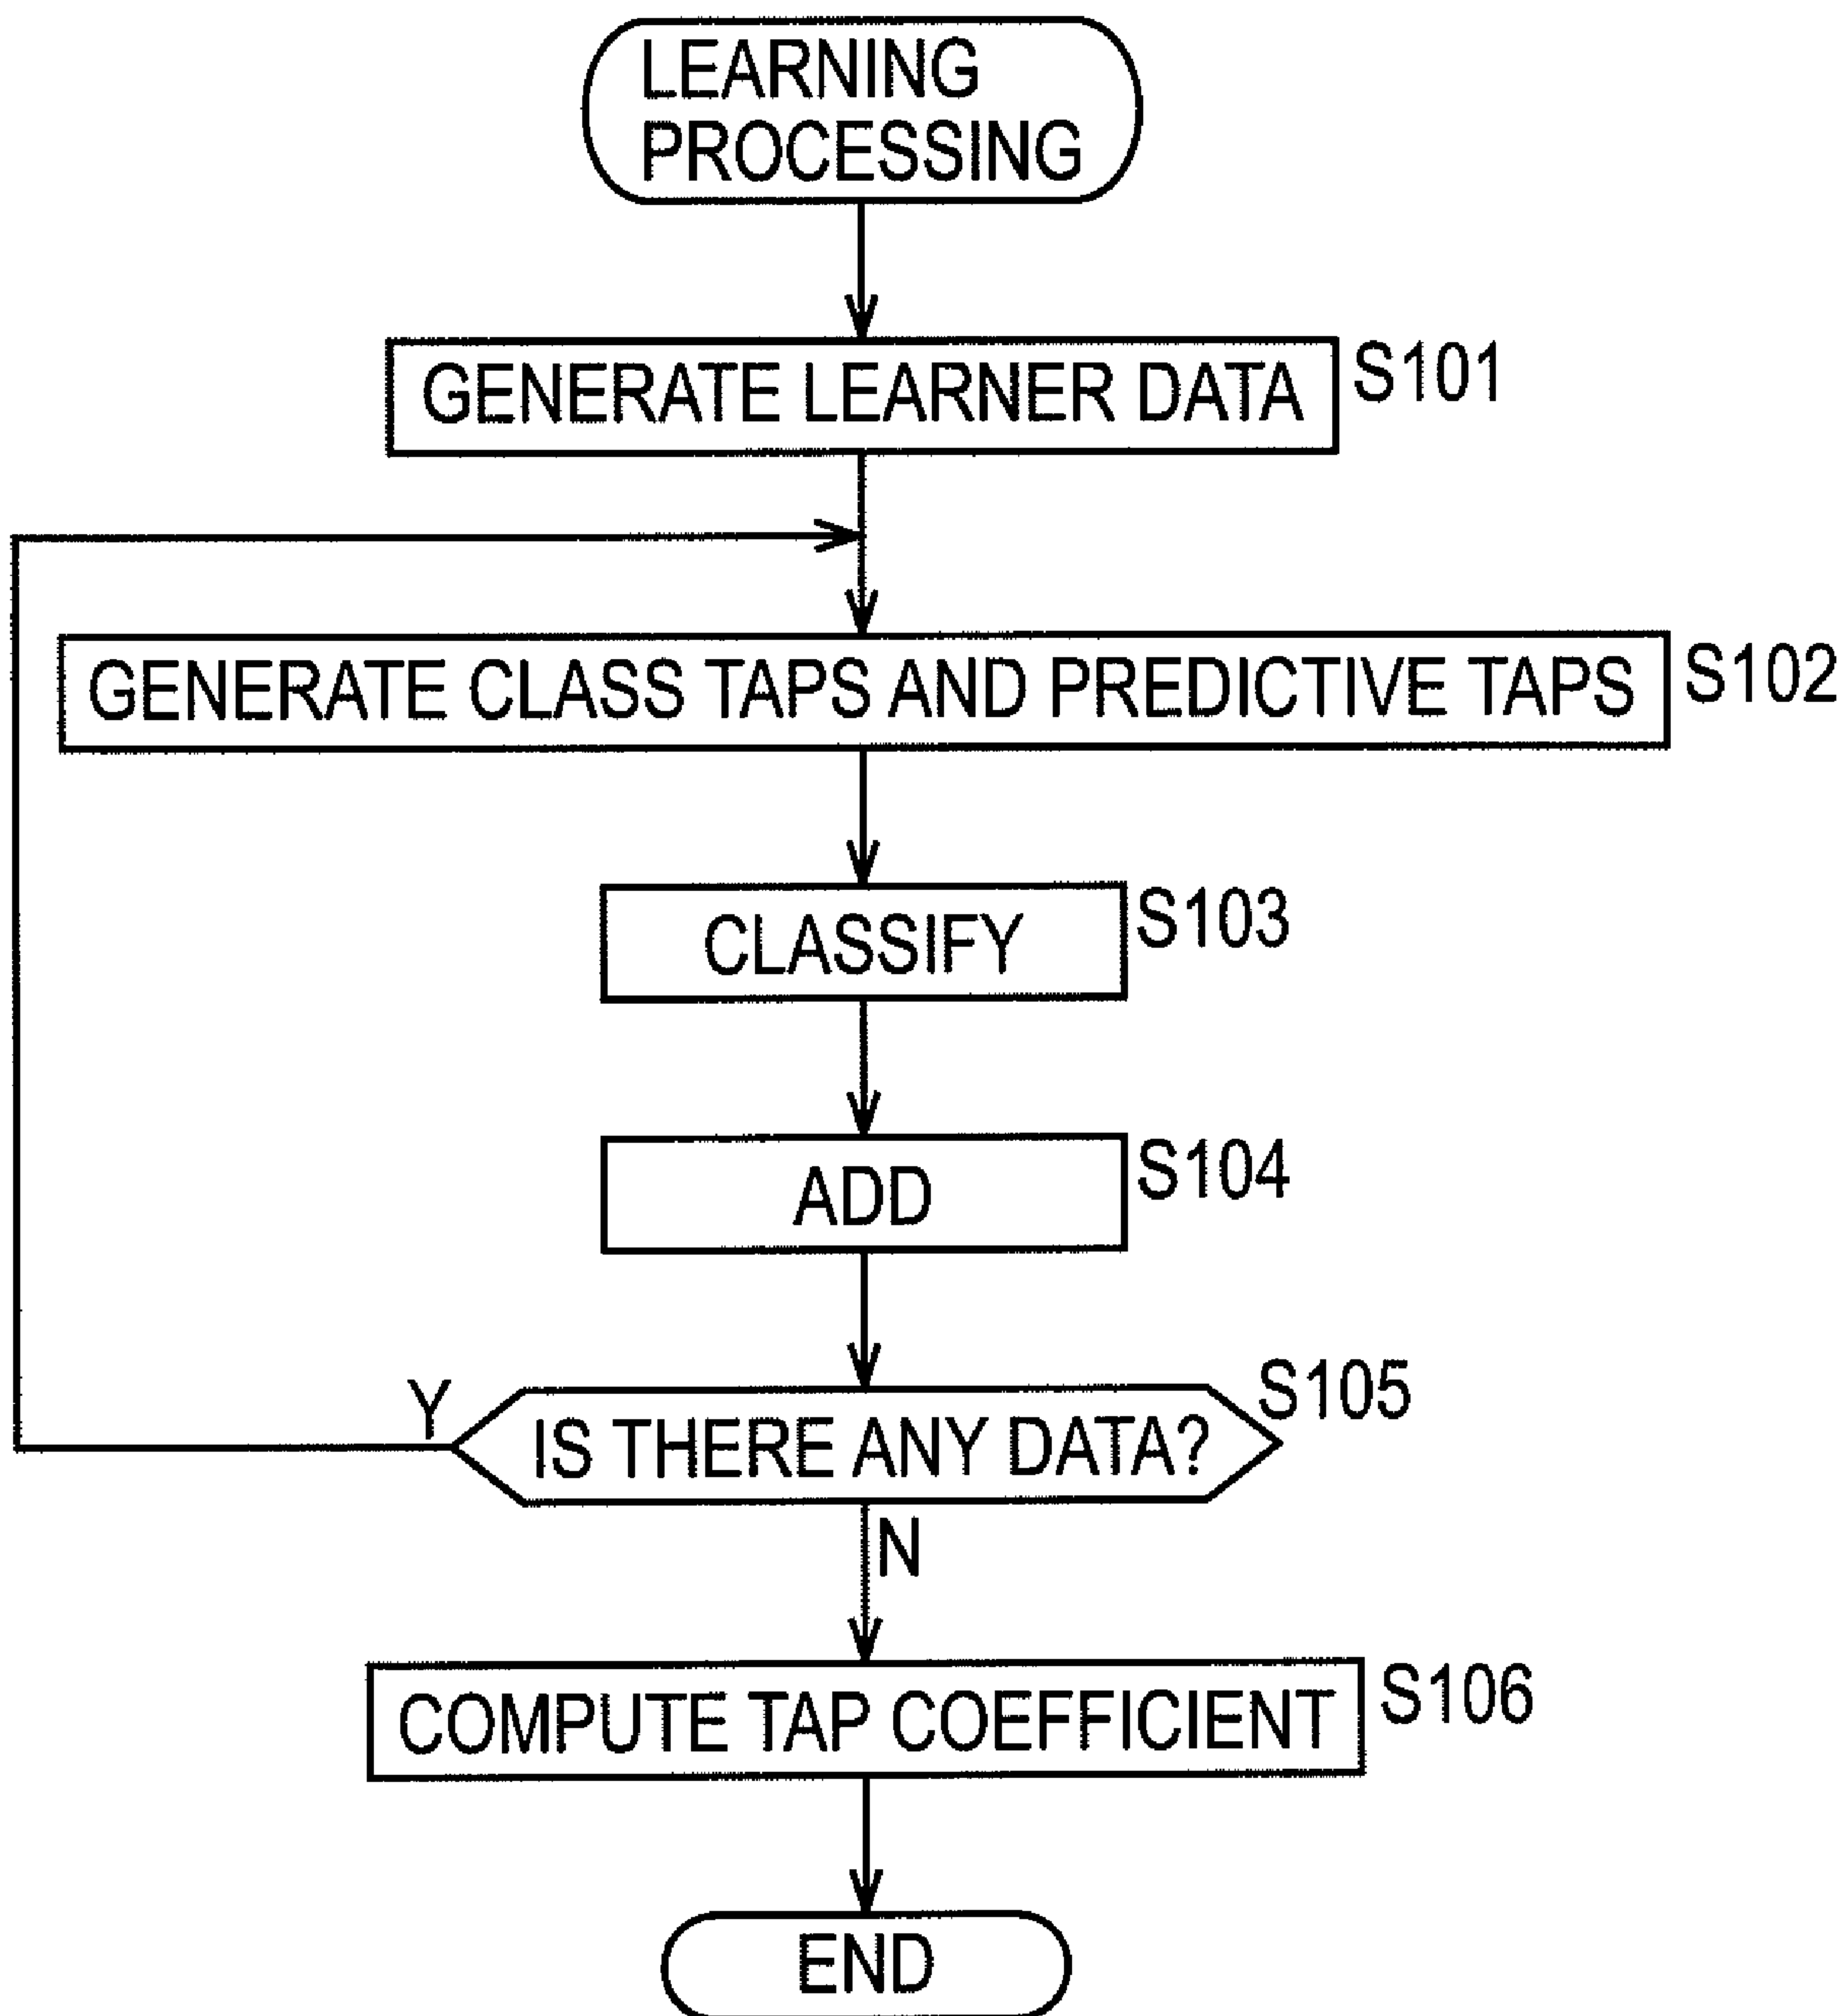 LEARNING
PROCESSING
GENERATE LEARNER DATA S101
GENERATE CLASS TAPS AND PREDICTIVE TAPS S102
CLASSIFY S103
ADD S104
Y IS THERE ANY DATA? S105
N
COMPUTE TAP COEFFICIENT S106
END